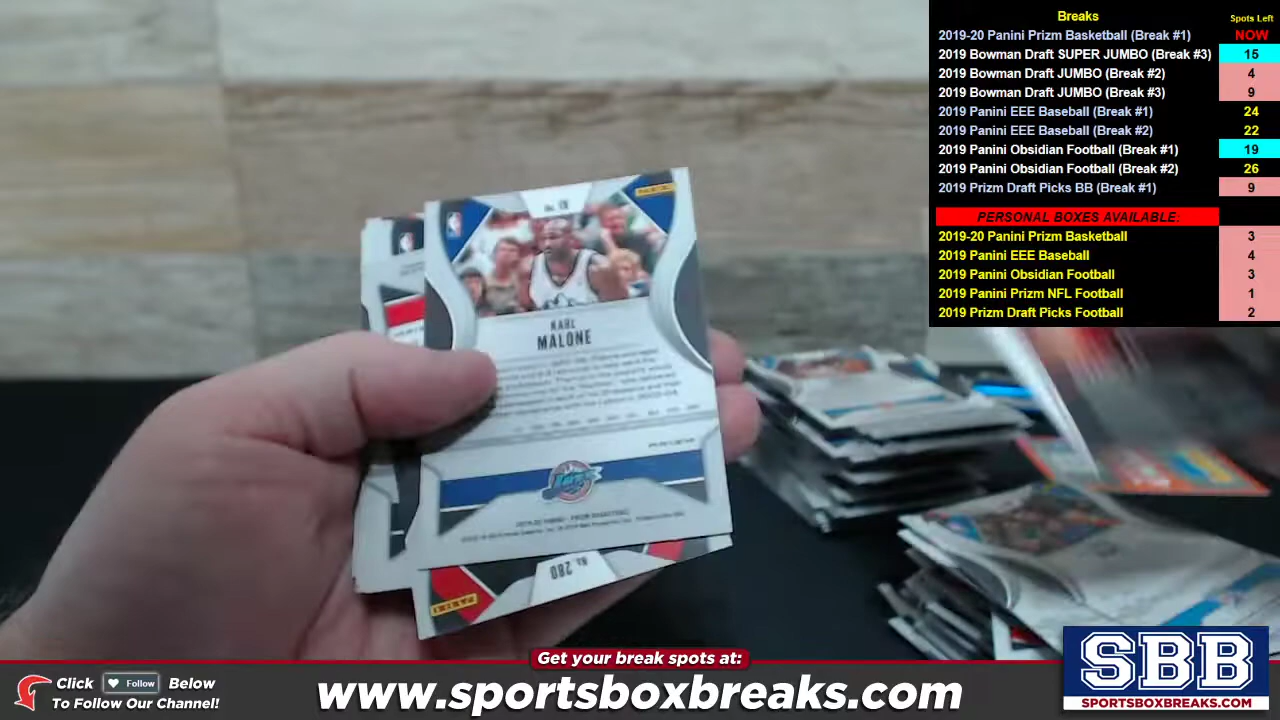 Breaks
Spots Left
2019-20 Panini Prizm Basketball (Break #1) NOW
2019 Bowman Draft SUPER JUMBO (Break #3) 15
2019 Bowman Draft JUMBO (Break #2) 4
2019 Bowman Draft JUMBO (Break #3) 9
2019 Panini EEE Baseball (Break #1) 24
2019 Panini EEE Baseball (Break #2) 22
2019 Panini Obsidian Football (Break #1) 19
2019 Panini Obsidian Football (Break #2) 26
2019 Prizm Draft Picks BB (Break #1) 9
PERSONAL BOXES AVAILABLE:
2019-20 Panini Prizm Basketball 3
2019 Panini EEE Baseball 4
2019 Panini Obsidian Football 3
2019 Panini Prizm NFL Football 1
2019 Prizm Draft Picks Football 2
PANINI
KARL
MALONE
JAZZ
No. 280
PANINI
Get your break spots at:
Click Follow Below
To Follow Our Channel!
www.sportsboxbreaks.com
SBB
SPORTSBOXBREAKS.COM